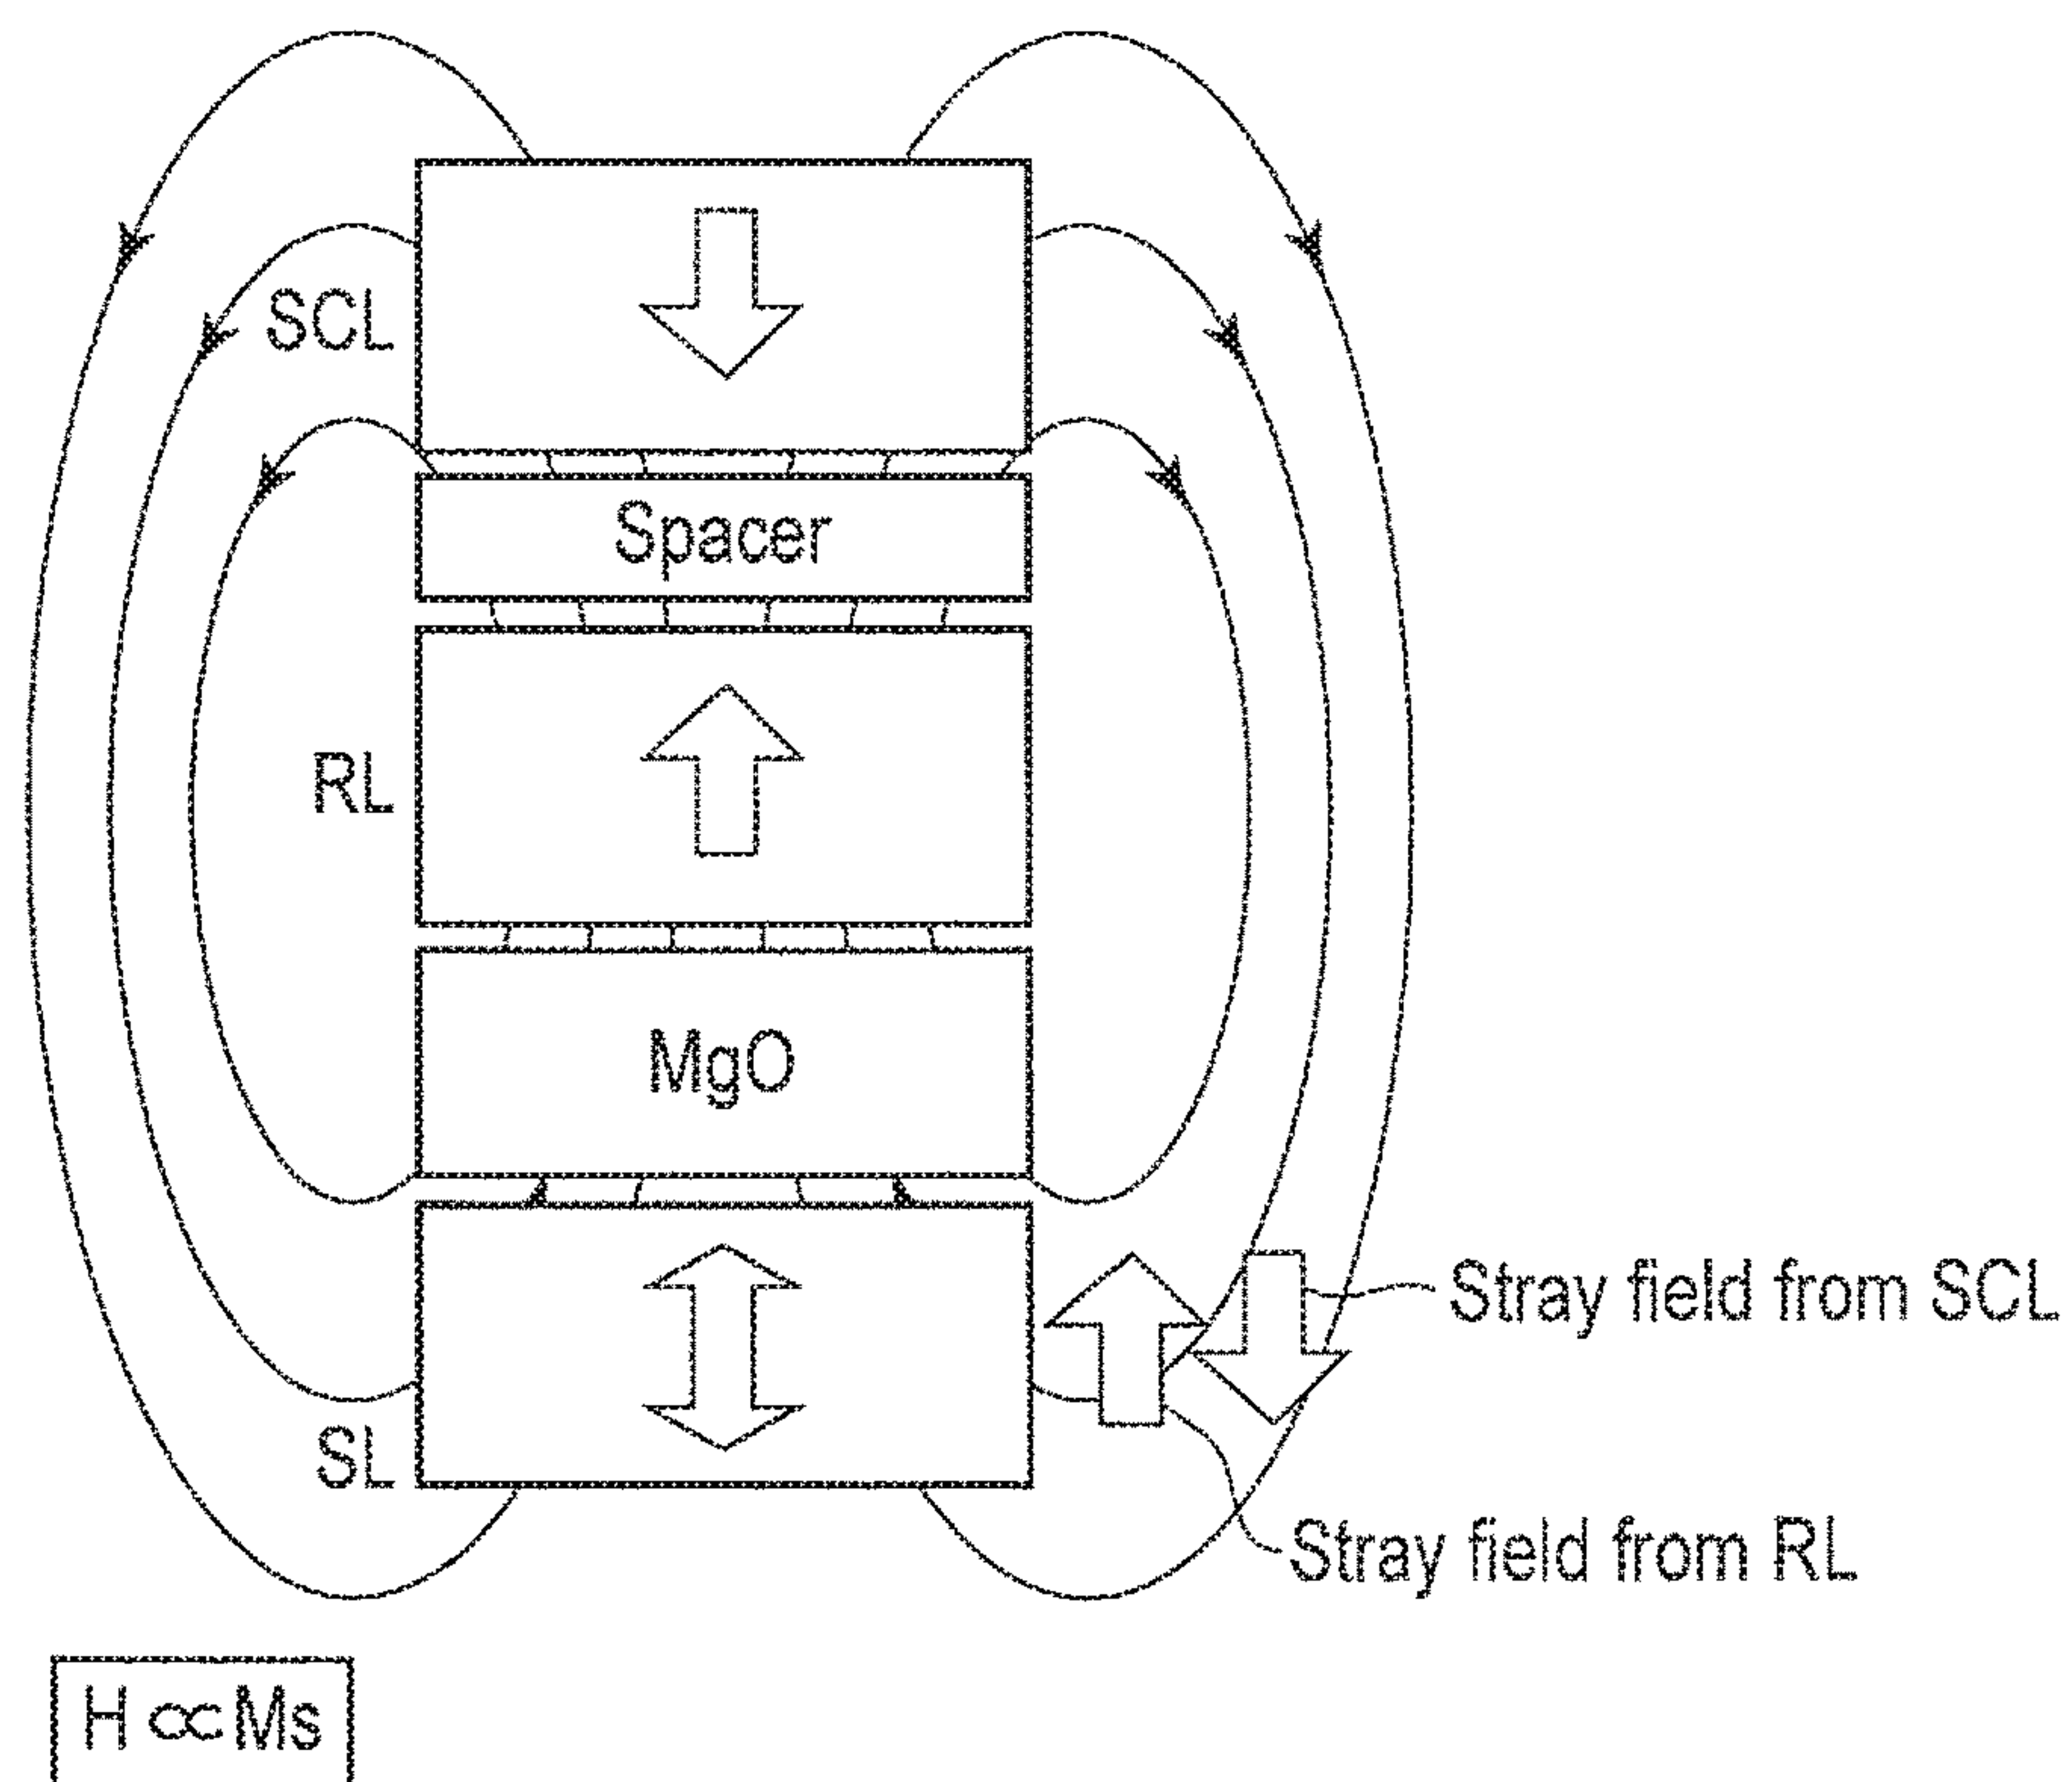 SCL
Spacer
RL
MgO
Stray field from SCL
SL
Stray field from RL
H ∝ Ms